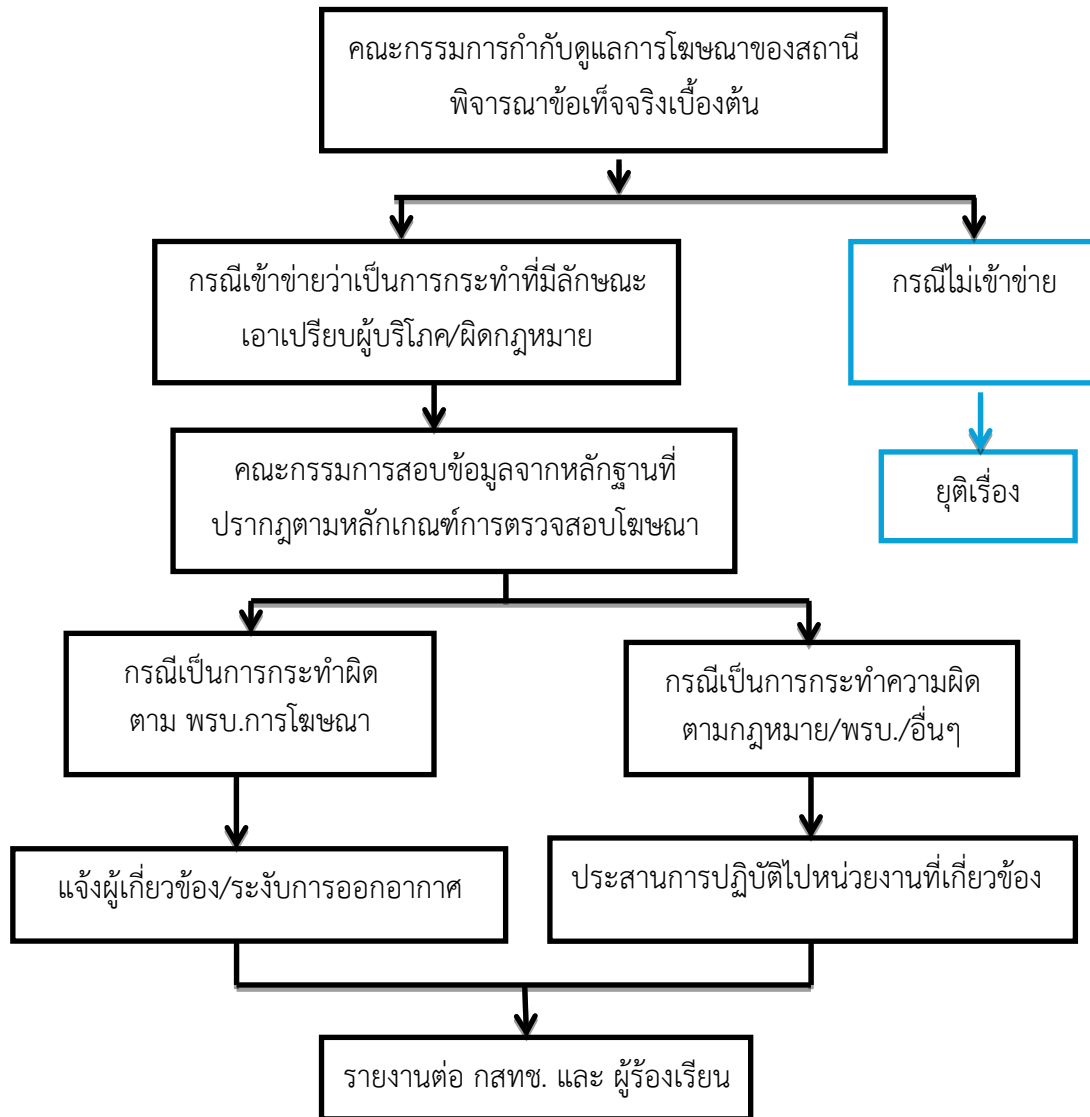 คณะกรรมการกำกับดูแลการโฆษณาของสถานี
พิจารณาข้อเท็จจริงเบื้องต้น
กรณีเข้าข่ายว่าเป็นการกระทำที่มีลักษณะ
เอาเปรียบผู้บริโภค/ผิดกฎหมาย
กรณีไม่เข้าข่าย
คณะกรรมการสอบข้อมูลจากหลักฐานที่
ปรากฎตามหลักเกณฑ์การตรวจสอบโฆษณา
ยุติเรื่อง
กรณีเป็นการกระทำผิด
ตาม พรบ.การโฆษณา
กรณีเป็นการกระทำความผิด
ตามกฎหมาย/พรบ./อื่นๆ
แจ้งผู้เกี่ยวข้อง/ระงับการออกอากาศ
ประสานการปฏิบัติไปหน่วยงานที่เกี่ยวข้อง
รายงานต่อ กสทช. และ ผู้ร้องเรียน